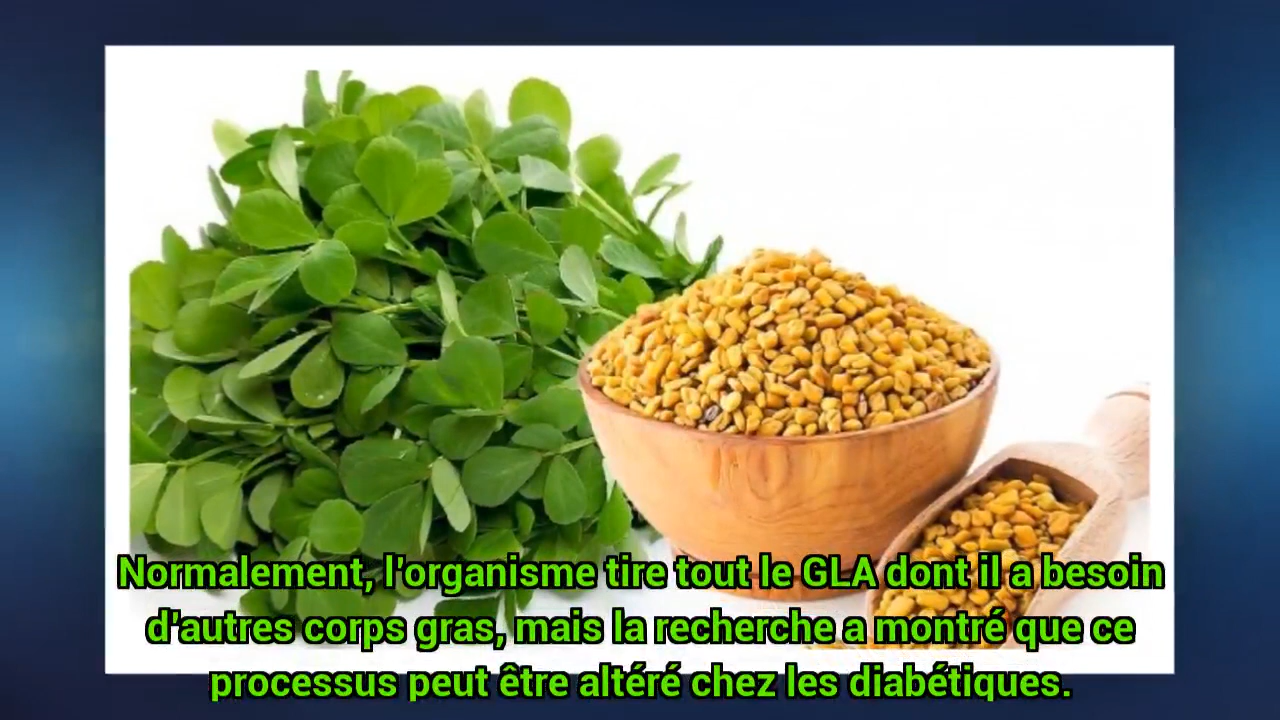 Normalement, l'organisme tire tout le GLA dont il a besoin
d'autres corps gras, mais la recherche a montré que ce
processus peut être altéré chez les diabétiques.